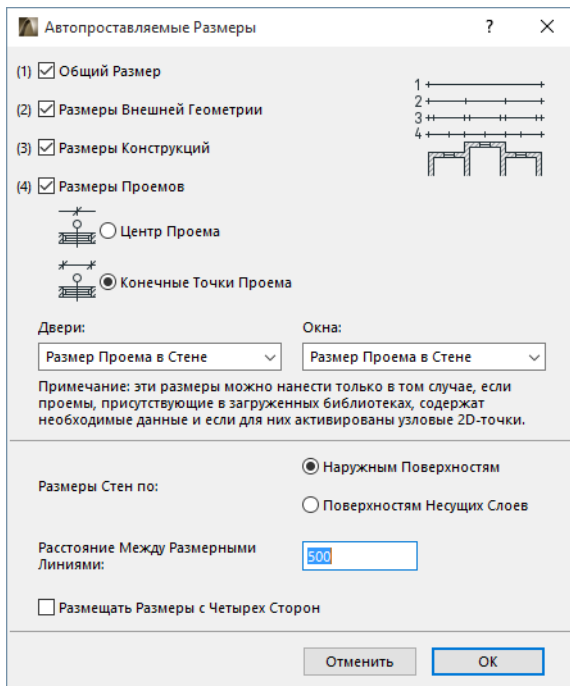 Автопроставляемые Размеры
(1) Общий Размер
(2) Размеры Внешней Геометрии
(3) Размеры Конструкций
(4) Размеры Проемов
1
2
3
4
Центр Проема
Конечные Точки Проема
Двери: Окна:
Размер Проема в Стене Размер Проема в Стене
Примечание: эти размеры можно нанести только в том случае, если
проемы, присутствующие в загруженных библиотеках, содержат
необходимые данные и если для них активированы узловые 2D-точки.
Размеры Стен по:
Наружным Поверхностям
Поверхностям Несущих Слоев
Расстояние Между Размерными
Линиями:
500
Размещать Размеры с Четырех Сторон
Отменить OK